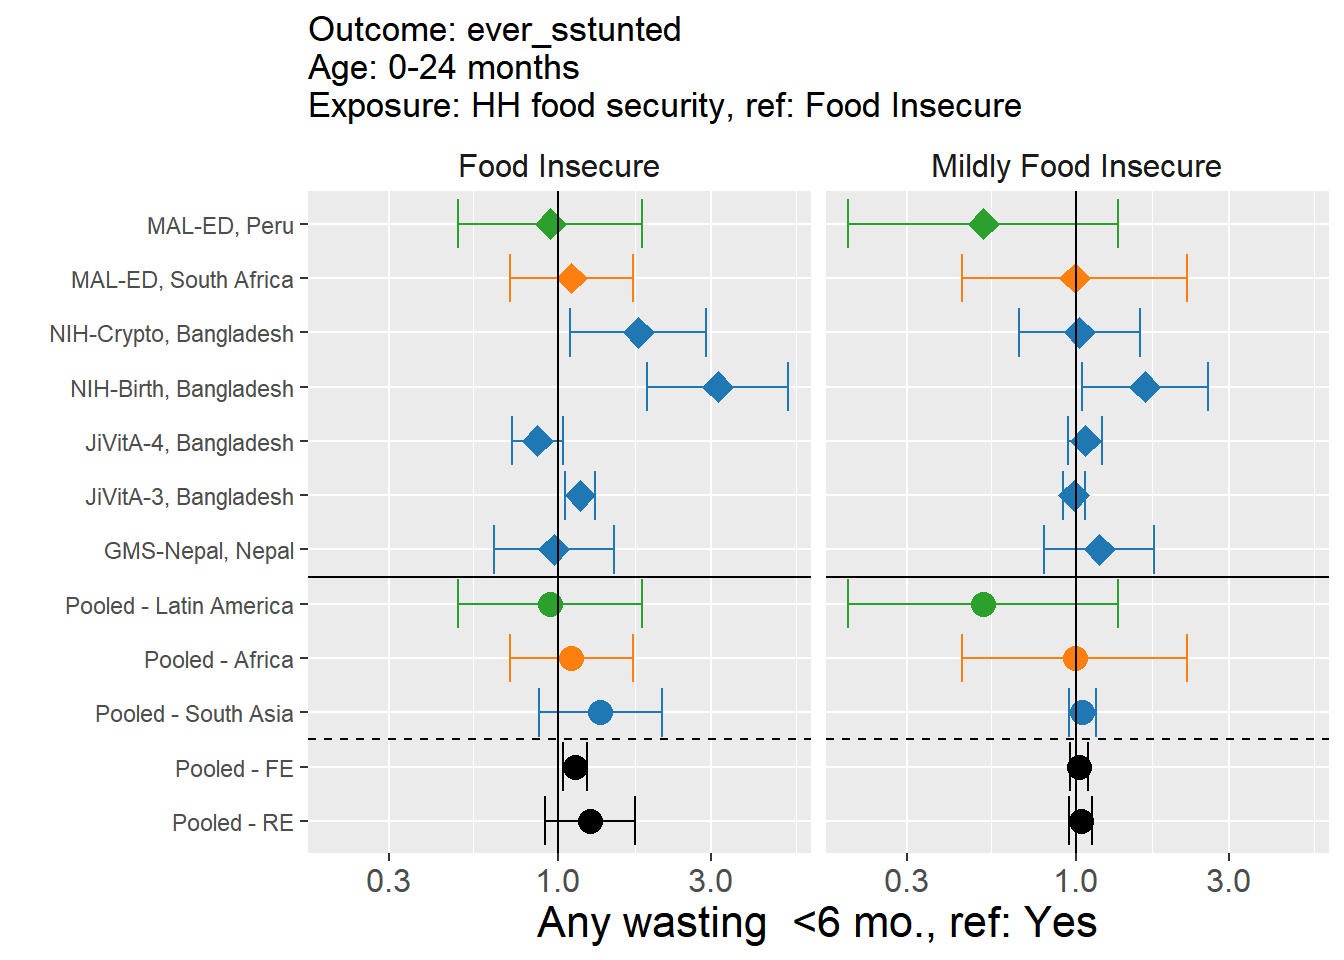 Outcome: ever_sstunted
Age: 0-24 months
Exposure: HH food security, ref: Food Insecure
Food Insecure
Mildly Food Insecure
MAL-ED, Peru
MAL-ED, South Africa
NIH-Crypto, Bangladesh
NIH-Birth, Bangladesh
JiVitA-4, Bangladesh
JiVitA-3, Bangladesh
GMS-Nepal, Nepal
Pooled - Latin America
Pooled - Africa
Pooled - South Asia
Pooled - FE
Pooled - RE
0.3 1.0 3.0 0.3 1.0 3.0
Any wasting  <6 mo., ref: Yes